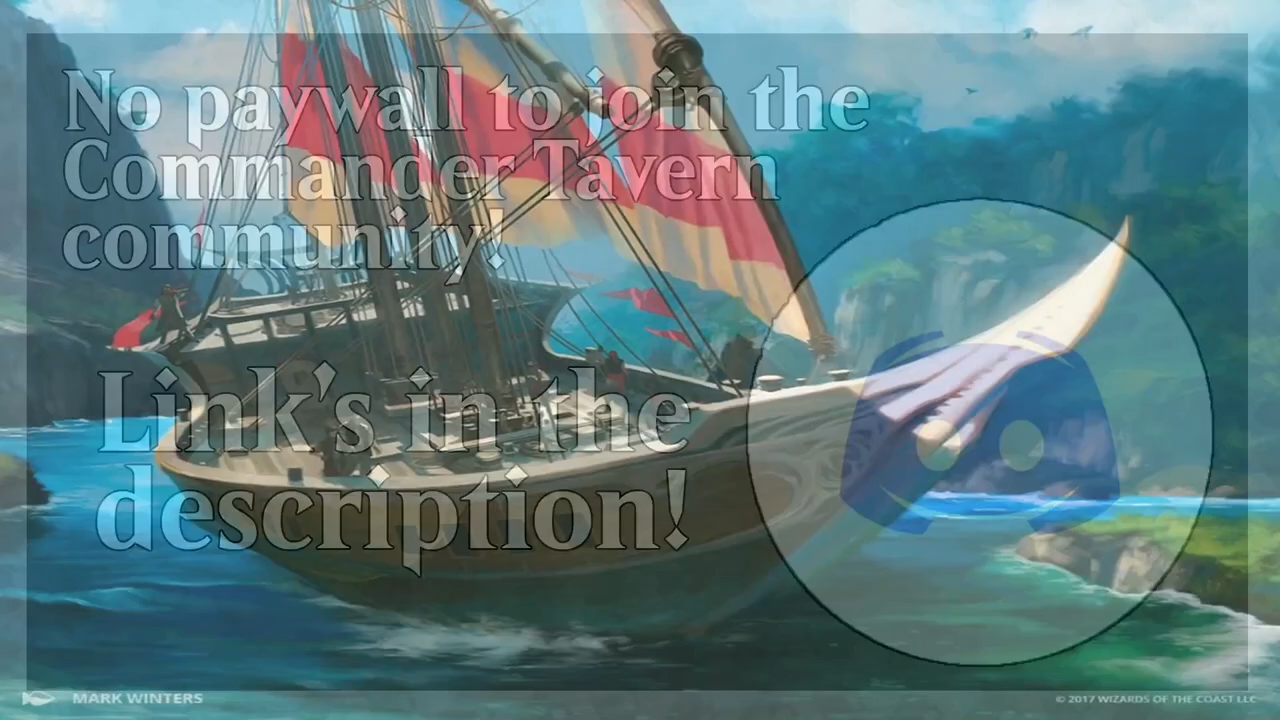 No paywall to join the
Commander Tavern
community!
Link's in the
description!
MARK WINTERS
© 2017 WIZARDS OF THE COAST LLC